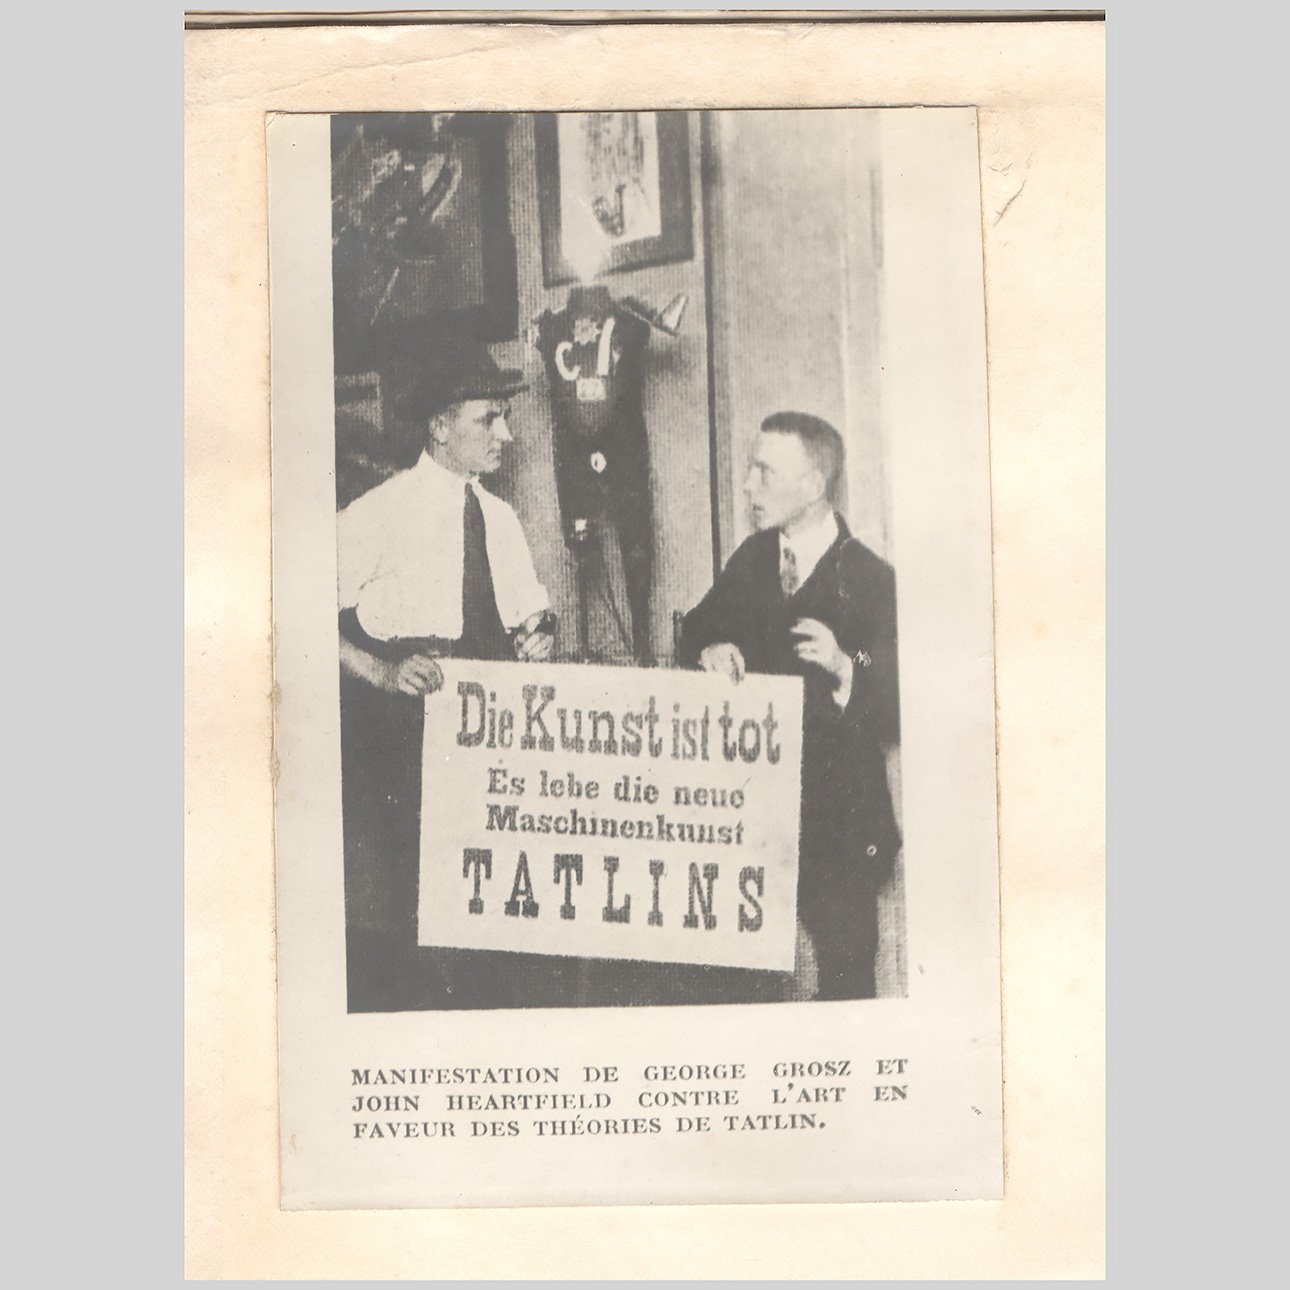 C /
27
Die Kunst ist tot
Es lebe die neue
Maschinenkunst
TATLINS
MANIFESTATION DE GEORGE GROSZ ET
JOHN HEARTFIELD CONTRE L'ART EN
FAVEUR DES THÉORIES DE TATLIN.